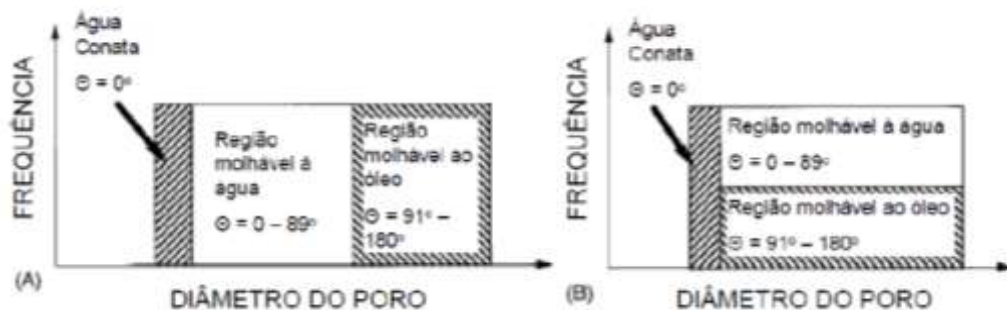 FREQUÊNCIA
Água
Conata
Θ = 0º
Região
molhável à
água
Θ = 0 – 89º
Região
molhável ao
óleo
Θ = 91º –
180º
(A)
DIÂMETRO DO PORO
FREQUÊNCIA
Água
Conata
Θ = 0º
Região molhável à água
Θ = 0 – 89º
Região molhável ao óleo
Θ = 91º – 180º
(B)
DIÂMETRO DO PORO